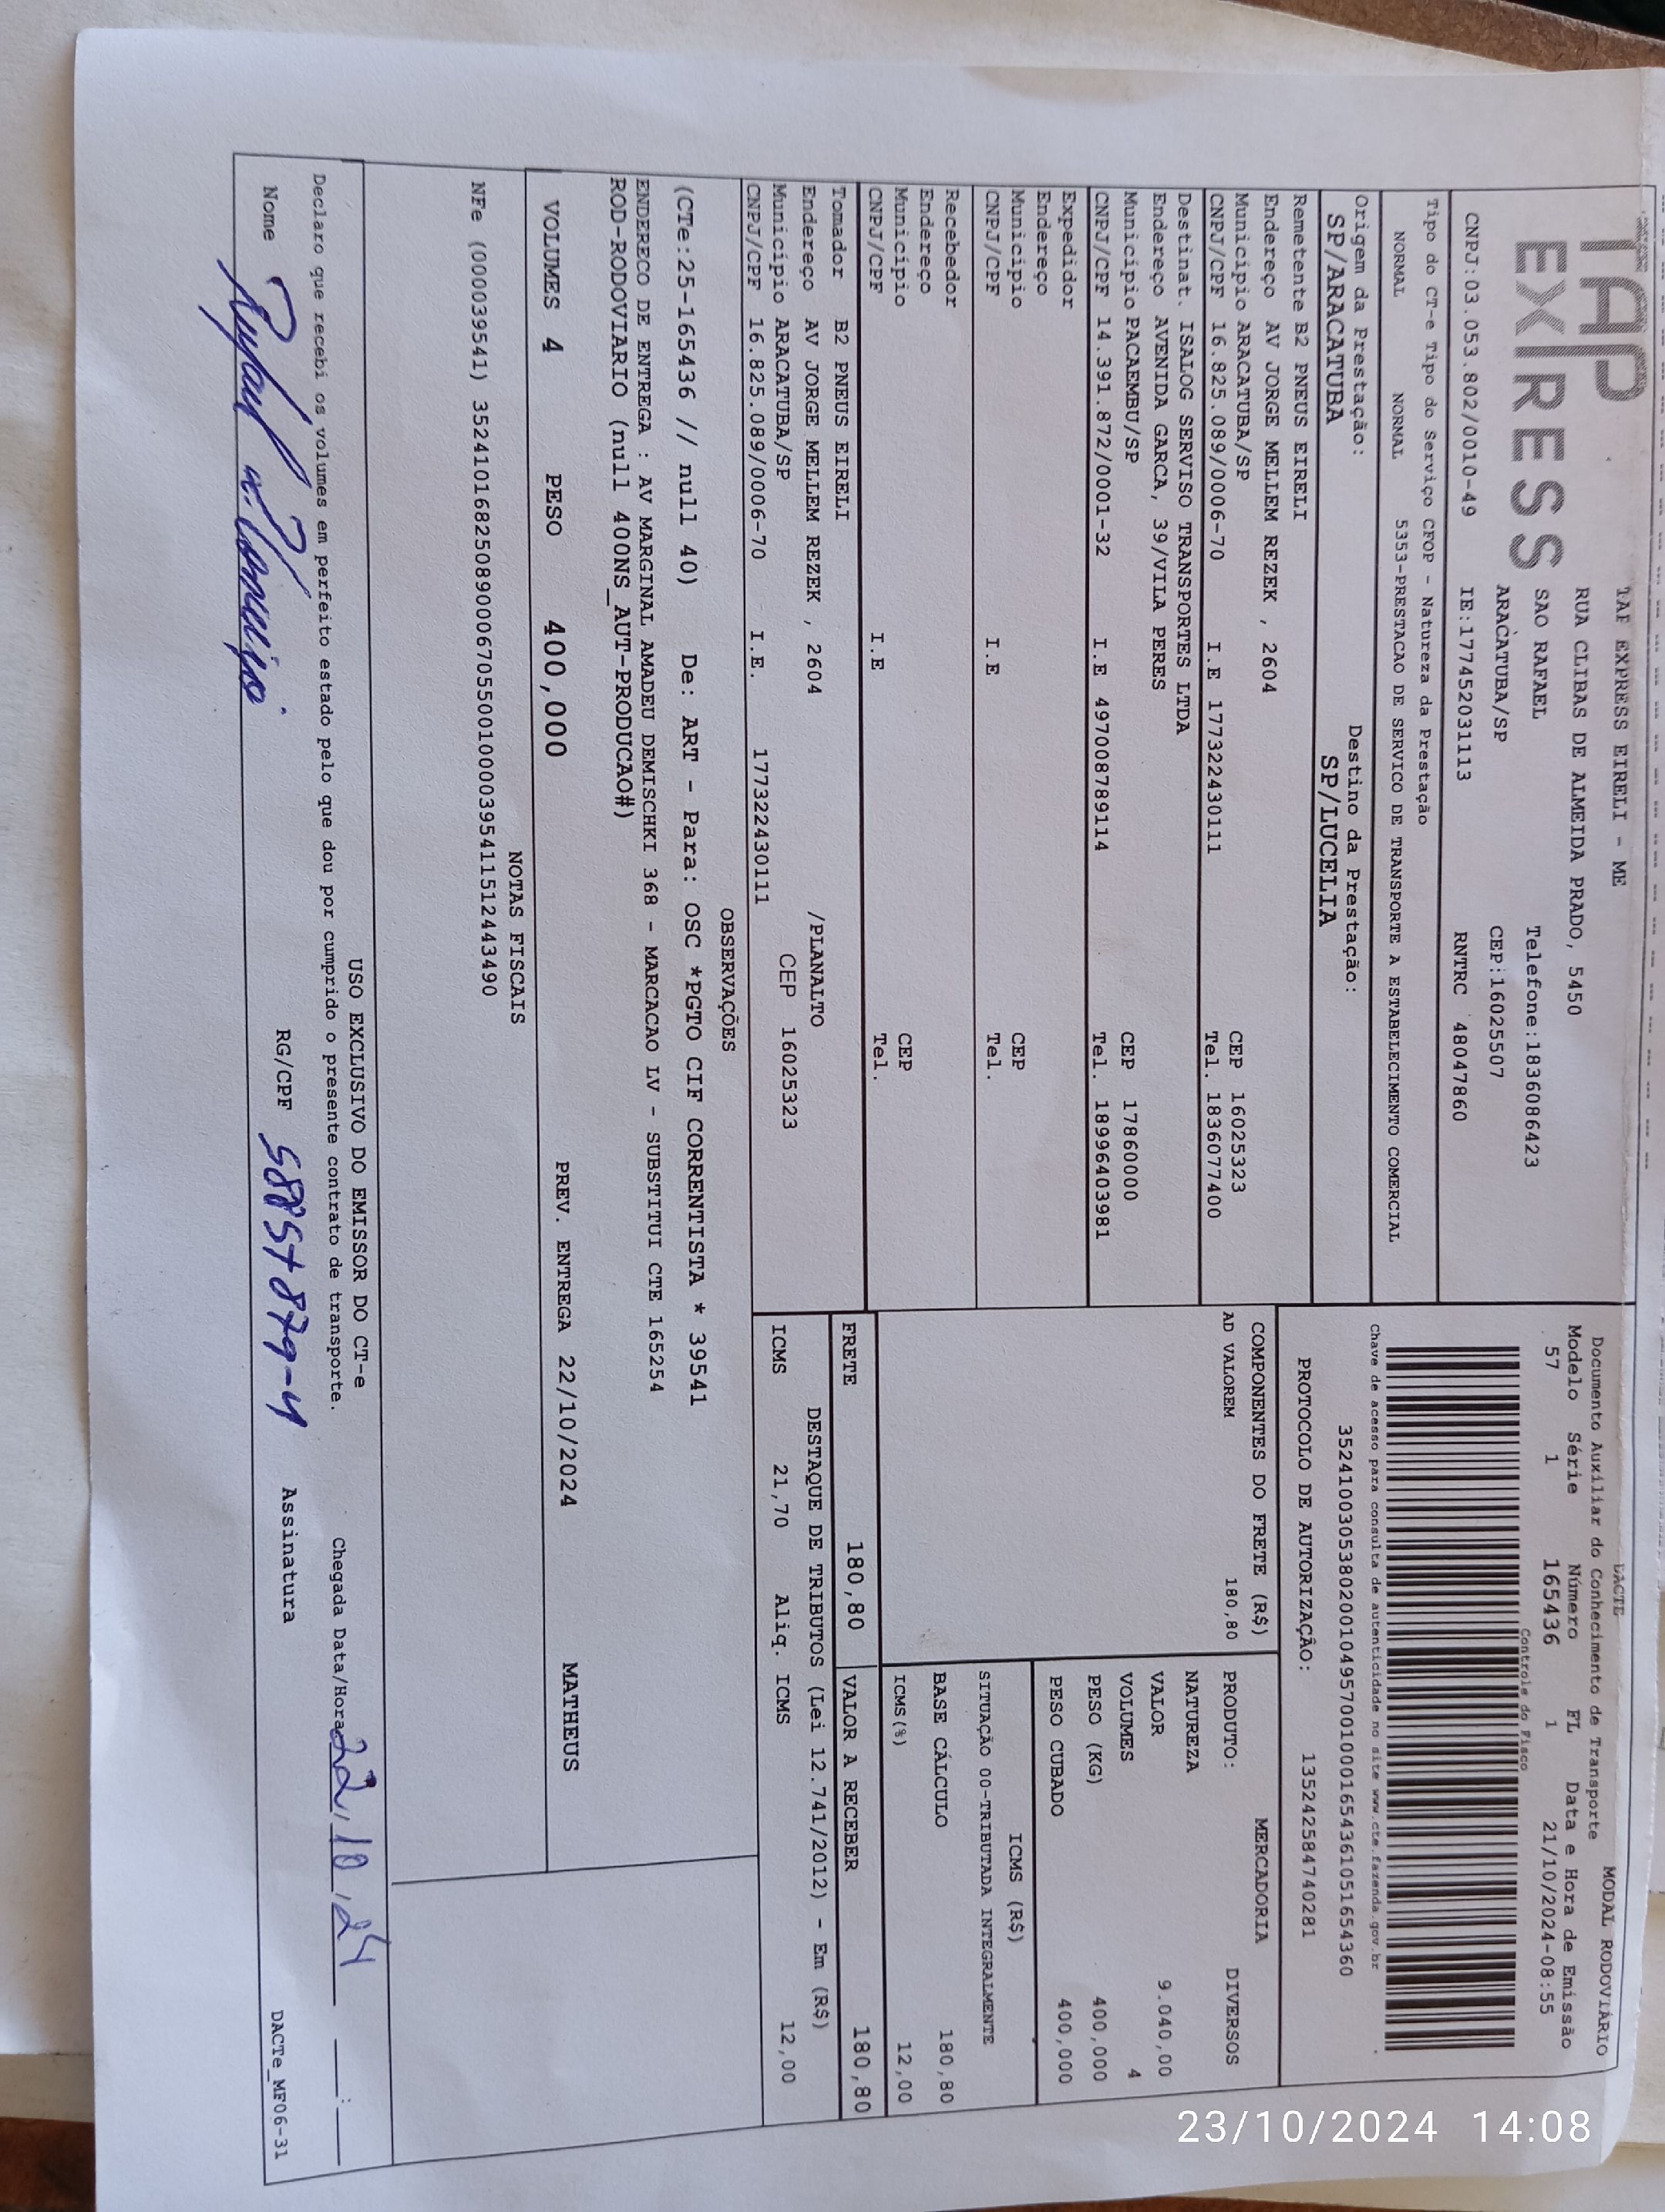 TAF EXPRESS EIRELI - ME
RUA CLIBAS DE ALMEIDA PRADO, 5450
SAO RAFAEL Telefone:1836086423
ARACATUBA/SP CEP:16025507
CNPJ:03.053.802/0010-49 IE:177452031113 RNTRC 48047860
Tipo do CT-e Tipo do Serviço CFOP - Natureza da Prestação
NORMAL NORMAL 5353-PRESTACAO DE SERVICO DE TRANSPORTE A ESTABELECIMENTO COMERCIAL
Origem da Prestação: Destino da Prestação:
SP/ARACATUBA SP/LUCELIA
DACTE MODAL RODOVIÁRIO
Documento Auxiliar do Conhecimento de Transporte
Modelo Série Número FL Data e Hora de Emissão
57 1 165436 1 21/10/2024-08:55
Controle do Fisco
Chave de acesso para consulta de autenticidade no site www.cte.fazenda.gov.br
35241003053802001049570010001654361051654360
PROTOCOLO DE AUTORIZAÇÃO: 135242584740281
Remetente B2 PNEUS EIRELI
Endereço AV JORGE MELLEM REZEK , 2604
Município ARACATUBA/SP CEP 16025323
CNPJ/CPF 16.825.089/0006-70 I.E 177322430111 Tel. 1836077400
Destinat. ISALOG SERVISO TRANSPORTES LTDA
Endereço AVENIDA GARCA, 39/VILA PERES
Município PACAEMBU/SP CEP 17860000
CNPJ/CPF 14.391.872/0001-32 I.E 497008789114 Tel. 18996403981
Expedidor
Endereço
Município CEP
CNPJ/CPF I.E Tel.
Recebedor
Endereço
Município CEP
CNPJ/CPF I.E Tel.
Tomador B2 PNEUS EIRELI
Endereço AV JORGE MELLEM REZEK , 2604 /PLANALTO
Município ARACATUBA/SP CEP 16025323
CNPJ/CPF 16.825.089/0006-70 I.E. 177322430111
COMPONENTES DO FRETE (R$)
AD VALOREM 180,80
MERCADORIA
PRODUTO: DIVERSOS
NATUREZA
VALOR 9.040,00
VOLUMES 4
PESO (KG) 400,000
PESO CUBADO 400,000
ICMS (R$)
SITUAÇÃO 00-TRIBUTADA INTEGRALMENTE
BASE CÁLCULO 180,80
ICMS(%) 12,00
FRETE 180,80 VALOR A RECEBER 180,80
DESTAQUE DE TRIBUTOS (Lei 12.741/2012) - Em (R$)
ICMS 21,70 Aliq. ICMS 12,00
OBSERVAÇÕES
(CTe:25-165436 // null 40) De: ART - Para: OSC *PGTO CIF CORRENTISTA * 39541
ENDERECO DE ENTREGA : AV MARGINAL AMADEU DEMISCHKI 368 - MARCACAO LV - SUBSTITUI CTE 165254
ROD-RODOVIARIO (null 400NS_AUT-PRODUCAO#)
VOLUMES 4 PESO 400,000 PREV. ENTREGA 22/10/2024 MATHEUS
NOTAS FISCAIS
NFe (000039541) 35241016825089000670550010000395411512443490
USO EXCLUSIVO DO EMISSOR DO CT-e
Declaro que recebi os volumes em perfeito estado pelo que dou por cumprido o presente contrato de transporte. Chegada Data/Hora 22/10/24 __:__
Nome RG/CPF Assinatura
DACTe_MF06-31
23/10/2024 14:08